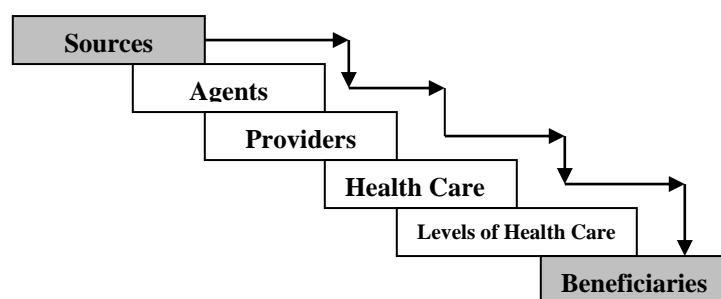 Sources
Agents
Providers
Health Care
Levels of Health Care
Beneficiaries